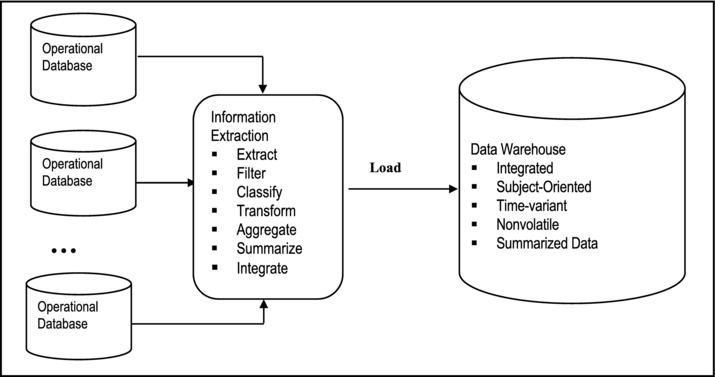 Operational
Database
Operational
Database
...
Operational
Database
Information
Extraction
▪ Extract
▪ Filter
▪ Classify
▪ Transform
▪ Aggregate
▪ Summarize
▪ Integrate
Load
Data Warehouse
▪ Integrated
▪ Subject-Oriented
▪ Time-variant
▪ Nonvolatile
▪ Summarized Data